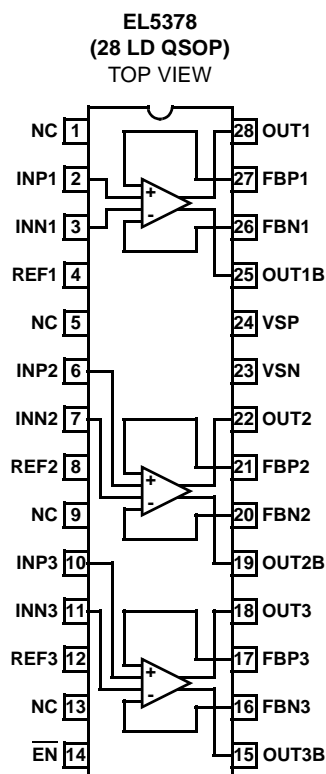 EL5378
(28 LD QSOP)
TOP VIEW
NC 1
INP1 2
INN1 3
REF1 4
NC 5
INP2 6
INN2 7
REF2 8
NC 9
INP3 10
INN3 11
REF3 12
NC 13
EN 14
28 OUT1
27 FBP1
26 FBN1
25 OUT1B
24 VSP
23 VSN
22 OUT2
21 FBP2
20 FBN2
19 OUT2B
18 OUT3
17 FBP3
16 FBN3
15 OUT3B
+
-
+
-
+
-